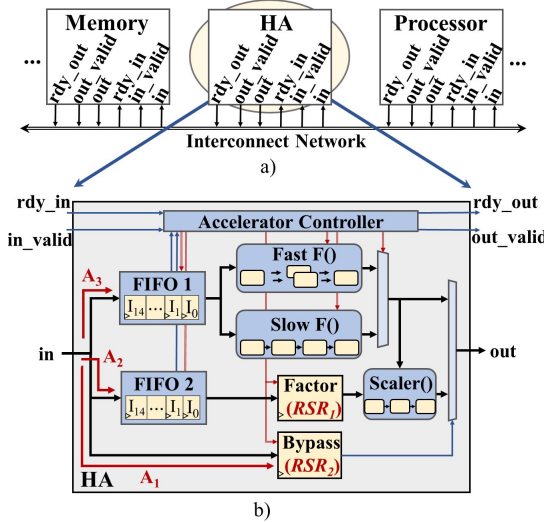 Memory
HA
Processor
...
...
rdy_out
out_valid
out
rdy_in
in_valid
in
rdy_out
out_valid
out
rdy_in
in_valid
in
rdy_out
out_valid
out
rdy_in
in_valid
in
Interconnect Network
a)
rdy_in
rdy_out
Accelerator Controller
in_valid
out_valid
Fast F()
A3
FIFO 1
I14 ... I1 I0
Slow F()
in
out
A2
FIFO 2
I14 ... I1 I0
Factor
(RSR1)
Scaler()
Bypass
(RSR2)
HA
A1
b)